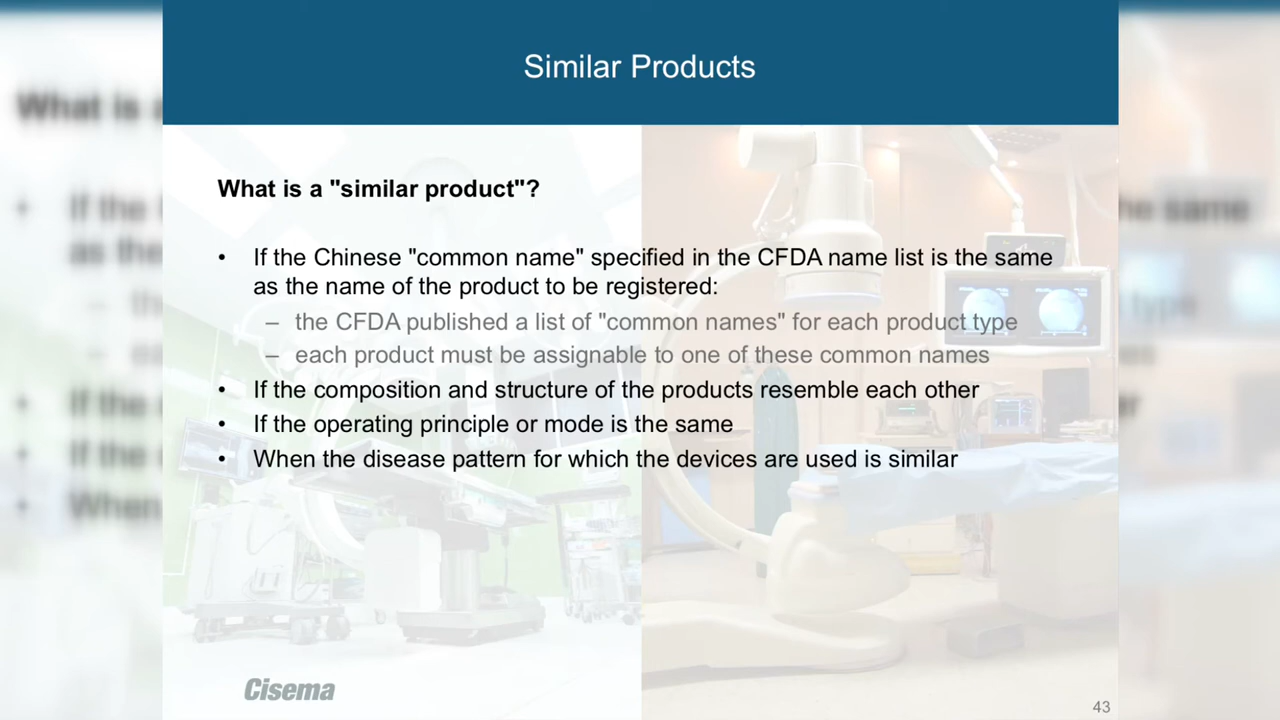 Similar Products
What is a "similar product"?
• If the Chinese "common name" specified in the CFDA name list is the same
as the name of the product to be registered:
– the CFDA published a list of "common names" for each product type
– each product must be assignable to one of these common names
• If the composition and structure of the products resemble each other
• If the operating principle or mode is the same
• When the disease pattern for which the devices are used is similar
Cisema
43